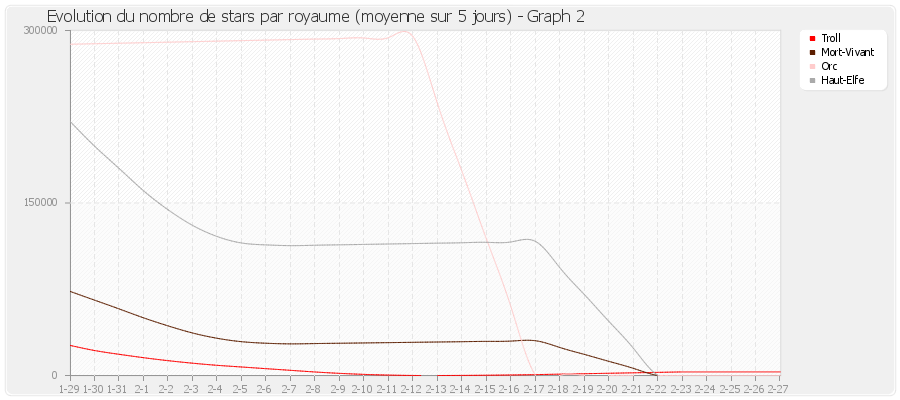 Evolution du nombre de stars par royaume (moyenne sur 5 jours) - Graph 2
300000
150000
0
Troll
Mort-Vivant
Orc
Haut-Elfe
1-29 1-30 1-31 2-1 2-2 2-3 2-4 2-5 2-6 2-7 2-8 2-9 2-10 2-11 2-12 2-13 2-14 2-15 2-16 2-17 2-18 2-19 2-20 2-21 2-22 2-23 2-24 2-25 2-26 2-27